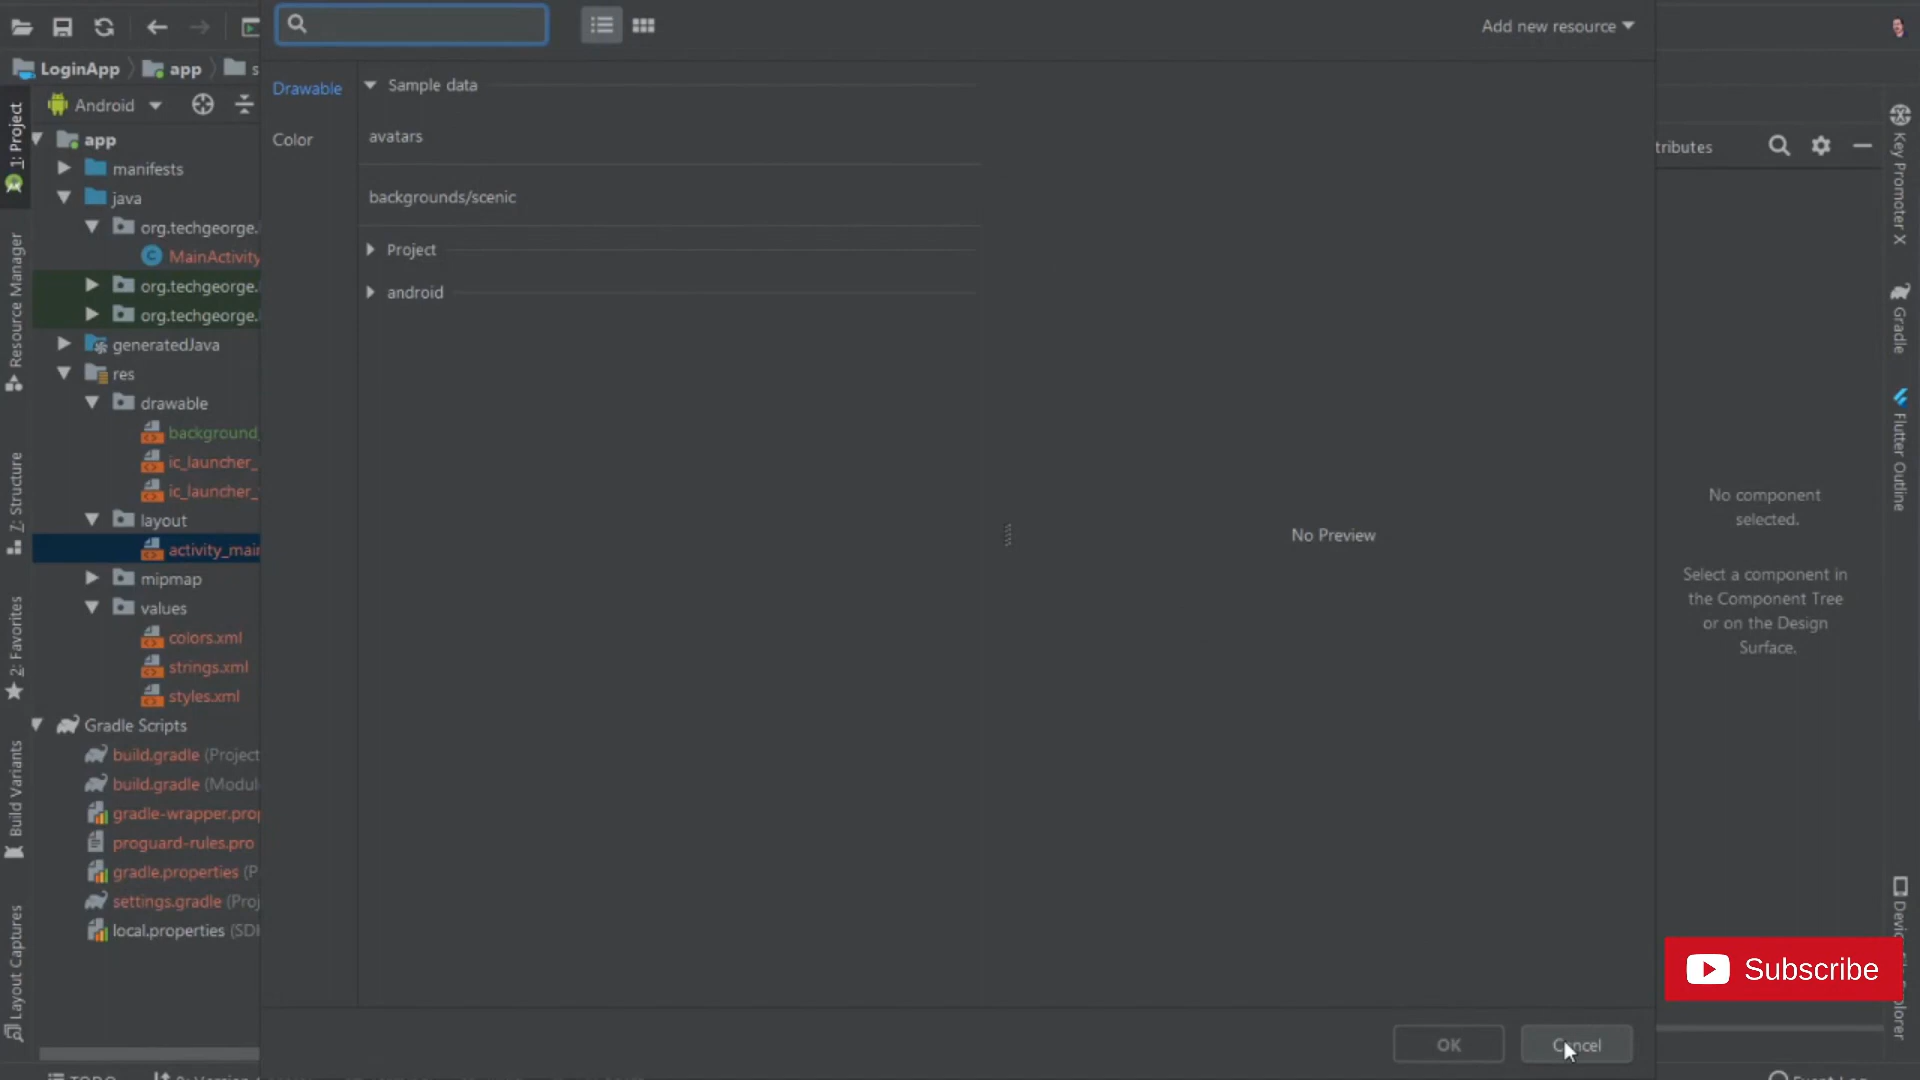 Add new resource
LoginApp
app
s
Android
Drawable
Color
Sample data
avatars
backgrounds/scenic
Project
android
No Preview
OK
Cancel
1: Project
Resource Manager
Z: Structure
2: Favorites
Build Variants
Layout Captures
app
manifests
java
org.techgeorge.
MainActivity
org.techgeorge.
org.techgeorge.
generatedJava
res
drawable
background_
ic_launcher_
ic_launcher_
layout
activity_main
mipmap
values
colors.xml
strings.xml
styles.xml
Gradle Scripts
build.gradle (Project
build.gradle (Modul
gradle-wrapper.prop
proguard-rules.pro
gradle.properties (P
settings.gradle (Proj
local.properties (SDK
tributes
No component
selected.
Select a component in
the Component Tree
or on the Design
Surface.
Key Promoter X
Gradle
Flutter Outline
Subscribe